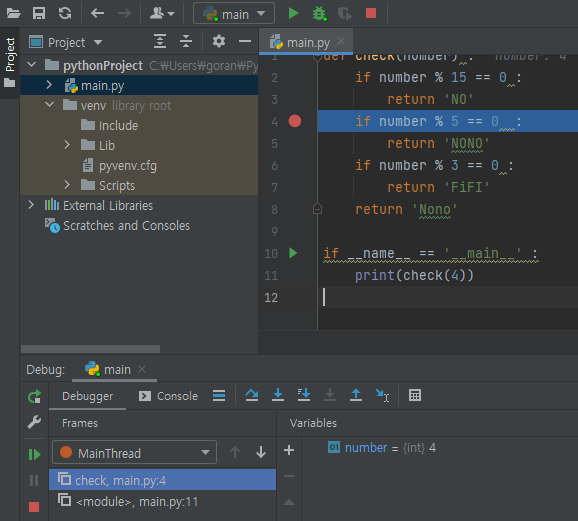 main
Project
Project
main.py
pythonProject C:₩Users₩goran₩Py
main.py
venv library root
Include
Lib
pyvenv.cfg
Scripts
External Libraries
Scratches and Consoles
1 def check(number) : number: 4
2 if number % 15 == 0 :
3 return 'NO'
4 if number % 5 == 0 :
5 return 'NONO'
6 if number % 3 == 0 :
7 return 'FiFI'
8 return 'Nono'
9
10 if __name__ == '__main__' :
11 print(check(4))
12
Debug: main
Debugger Console
Frames Variables
MainThread
01 number = {int} 4
check, main.py:4
<module>, main.py:11